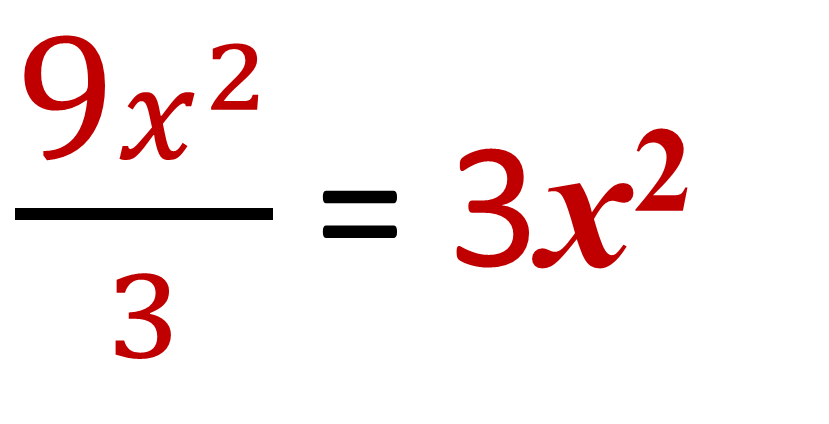 9x²
= 3x²
3